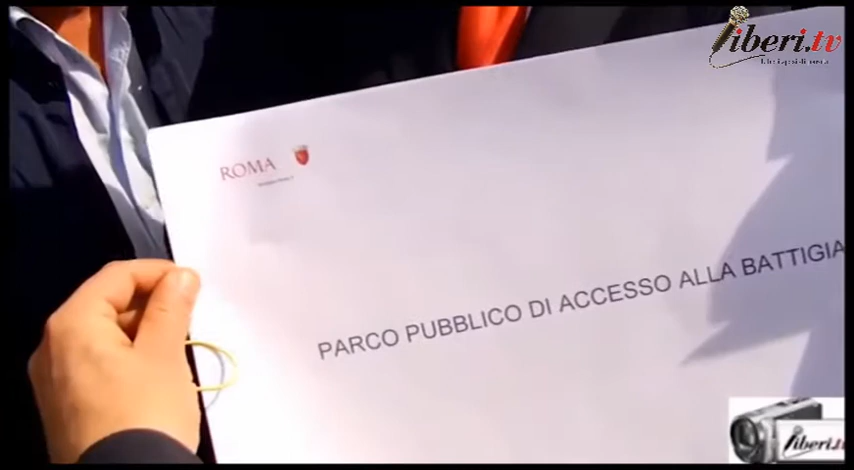 liberi.tv
ROMA
PARCO PUBBLICO DI ACCESSO ALLA BATTIGIA
liberi.tv